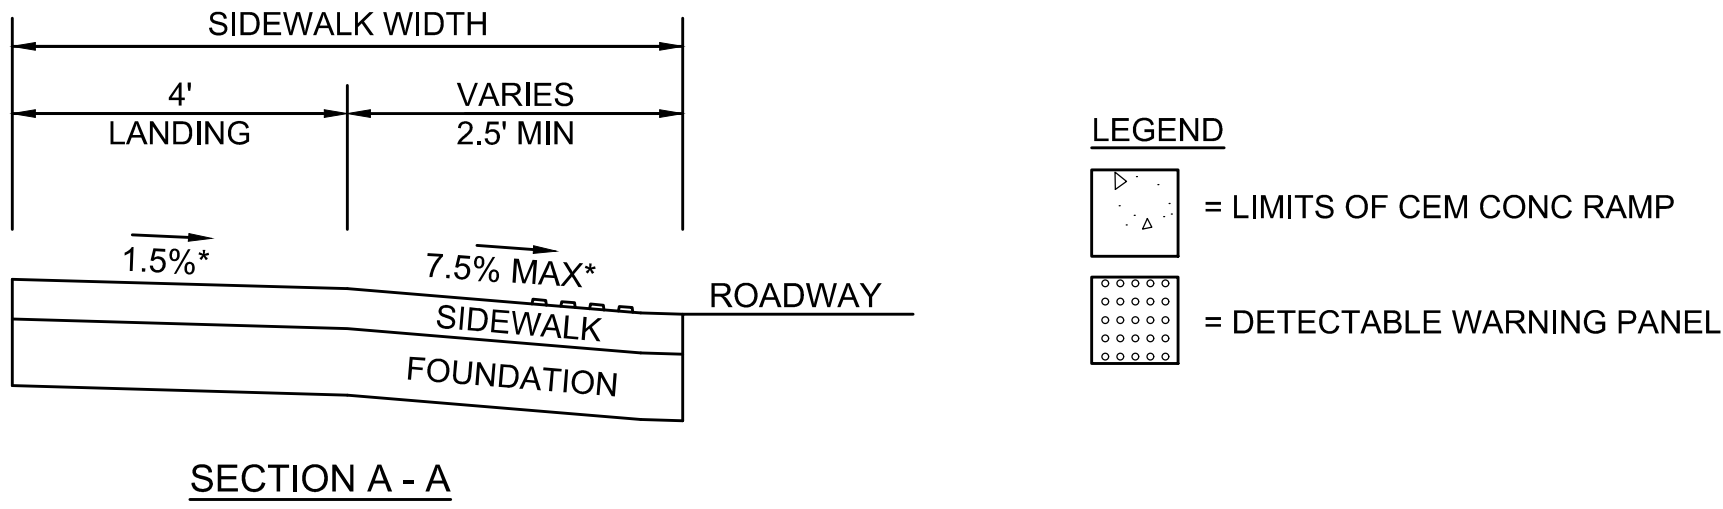 SIDEWALK WIDTH
4'
LANDING
VARIES
2.5' MIN
1.5%*
7.5% MAX*
ROADWAY
SIDEWALK
FOUNDATION
SECTION A - A
LEGEND
= LIMITS OF CEM CONC RAMP
= DETECTABLE WARNING PANEL